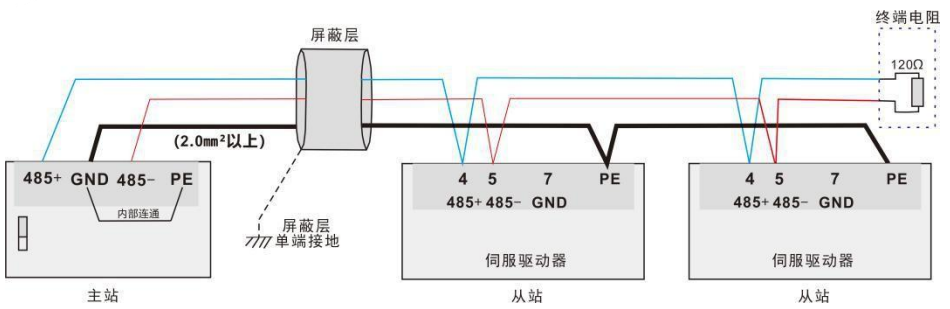 终端电阻
屏蔽层
120Ω
(2.0mm²以上)
485+ GND 485- PE
内部连通
屏蔽层
单端接地
4 5 7 PE
485+ 485- GND
伺服驱动器
4 5 7 PE
485+ 485- GND
伺服驱动器
主站
从站
从站